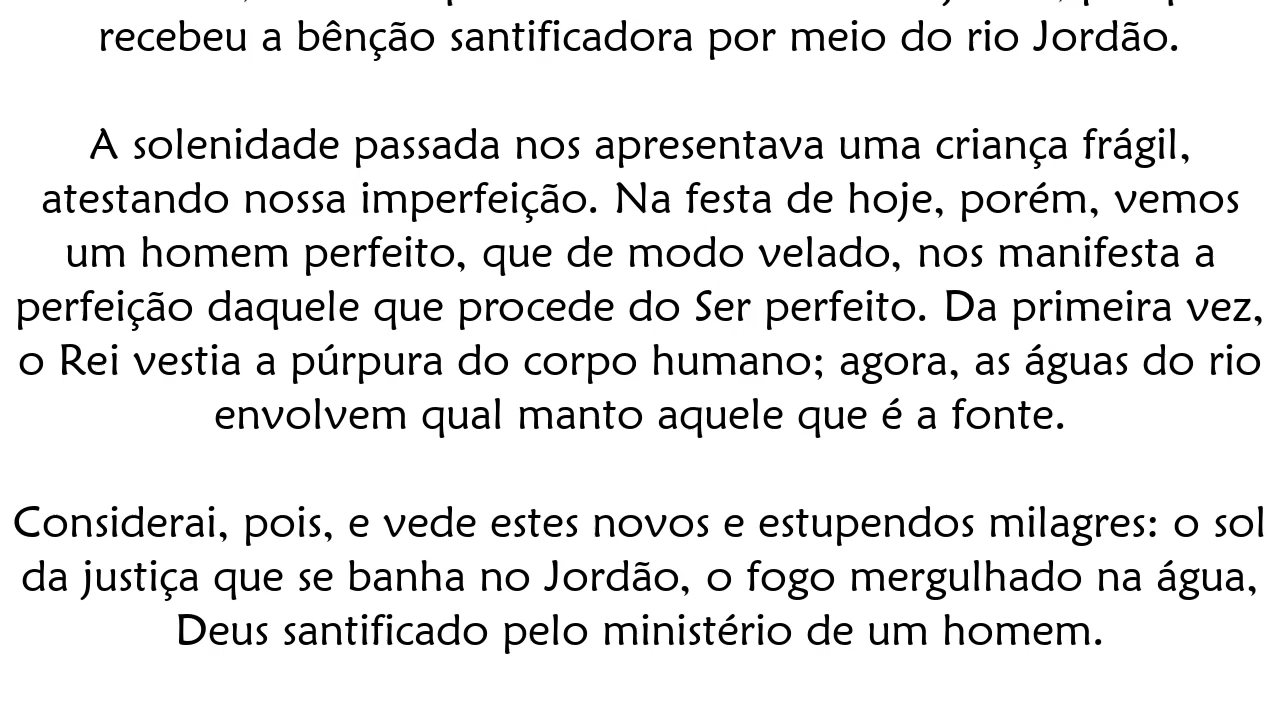 recebeu a bênção santificadora por meio do rio Jordão.
A solenidade passada nos apresentava uma criança frágil,
atestando nossa imperfeição. Na festa de hoje, porém, vemos
um homem perfeito, que de modo velado, nos manifesta a
perfeição daquele que procede do Ser perfeito. Da primeira vez,
o Rei vestia a púrpura do corpo humano; agora, as águas do rio
envolvem qual manto aquele que é a fonte.
Considerai, pois, e vede estes novos e estupendos milagres: o sol
da justiça que se banha no Jordão, o fogo mergulhado na água,
Deus santificado pelo ministério de um homem.